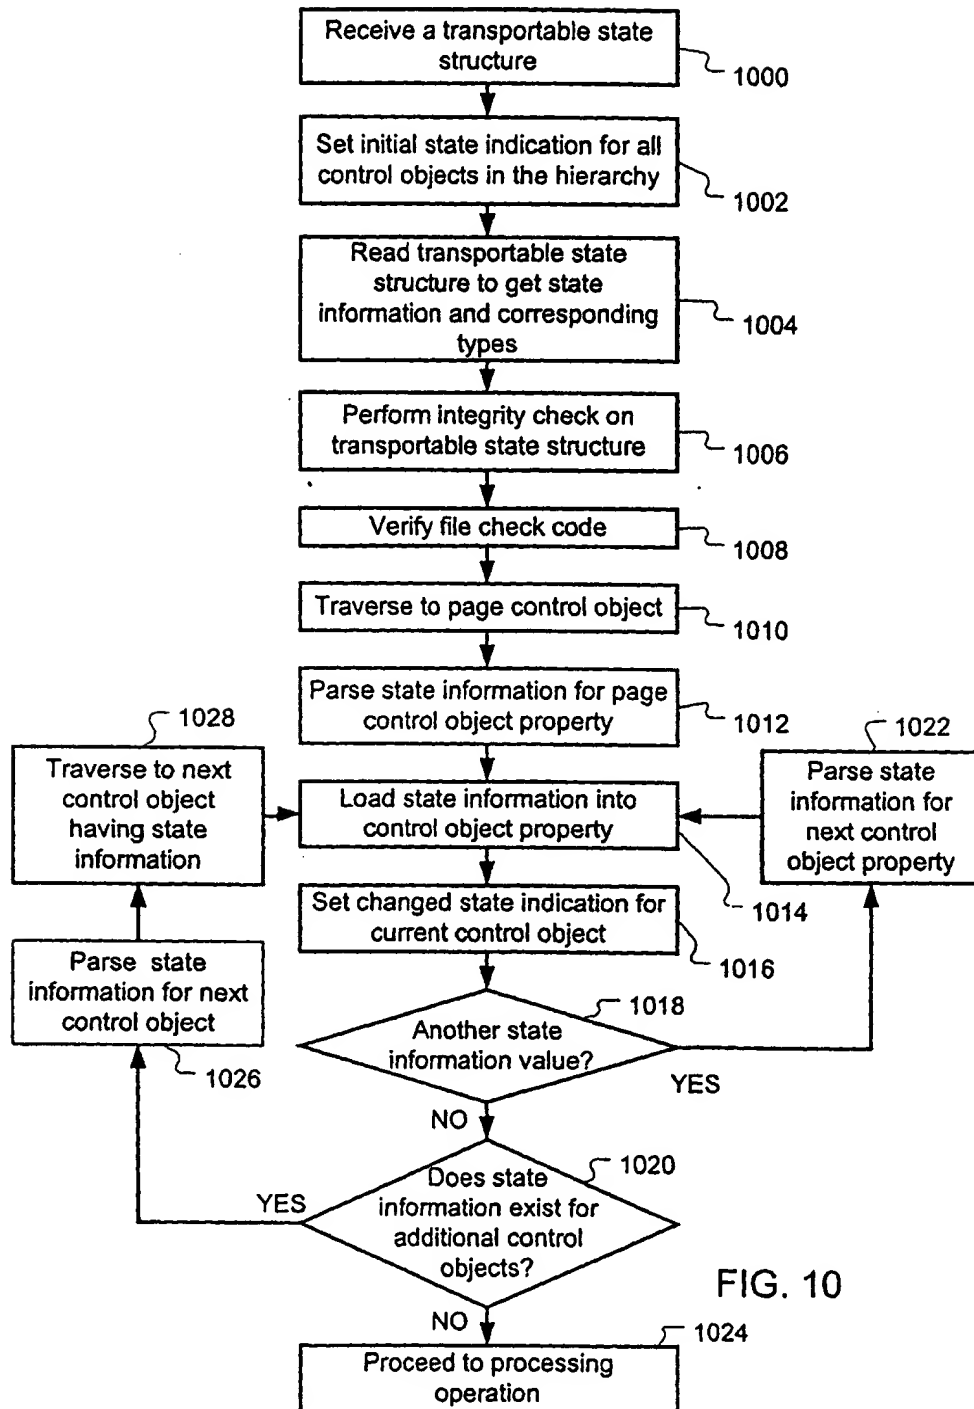 Receive a transportable state
structure
1000
Set initial state indication for all
control objects in the hierarchy
1002
Read transportable state
structure to get state
information and corresponding
types
1004
Perform integrity check on
transportable state structure
1006
Verify file check code
1008
Traverse to page control object
1010
Parse state information for page
control object property
1012
1028
Traverse to next
control object
having state
information
Load state information into
control object property
1014
1022
Parse state
information for
next control
object property
Set changed state indication for
current control object
1016
Parse state
information for next
control object
1026
1018
Another state
information value?
YES
NO
1020
Does state
information exist for
additional control
objects?
YES
NO
FIG. 10
1024
Proceed to processing
operation